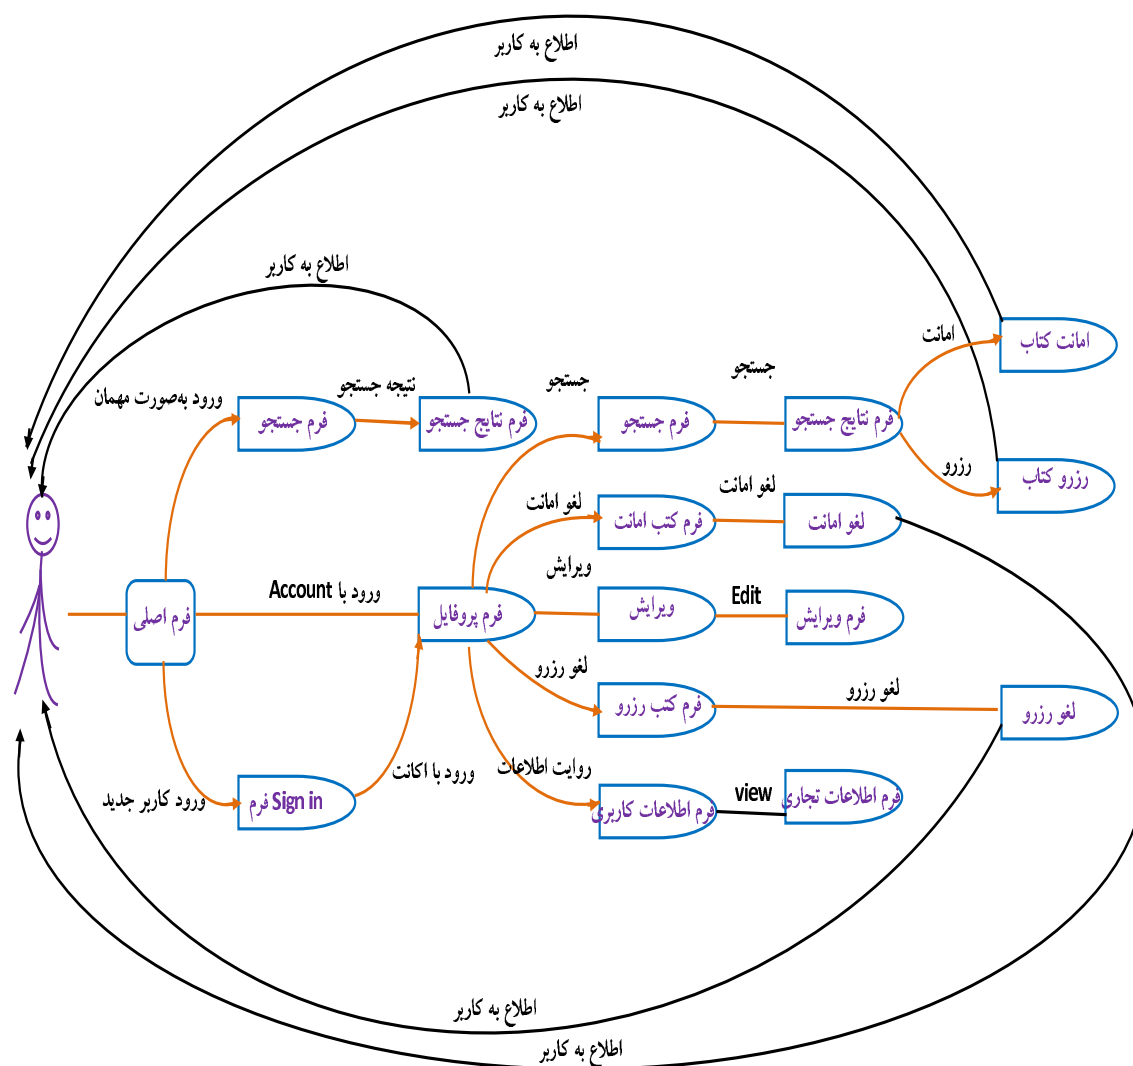 اطلاع به کاربر
اطلاع به کاربر
اطلاع به کاربر
امانت
امانت کتاب
جستجو
جستجو
نتیجه جستجو
ورود به‌صورت مهمان
فرم جستجو
فرم نتایج جستجو
فرم جستجو
فرم نتایج جستجو
رزرو
رزرو کتاب
لغو امانت
لغو امانت
فرم کتب امانت
لغو امانت
ویرایش
ورود با Account
Edit
فرم اصلی
فرم پروفایل
ویرایش
فرم ویرایش
لغو رزرو
لغو رزرو
فرم کتب رزرو
لغو رزرو
روایت اطلاعات
ورود با اکانت
ورود کاربر جدید
فرم Sign in
view
فرم اطلاعات کاربری
فرم اطلاعات تجاری
اطلاع به کاربر
اطلاع به کاربر